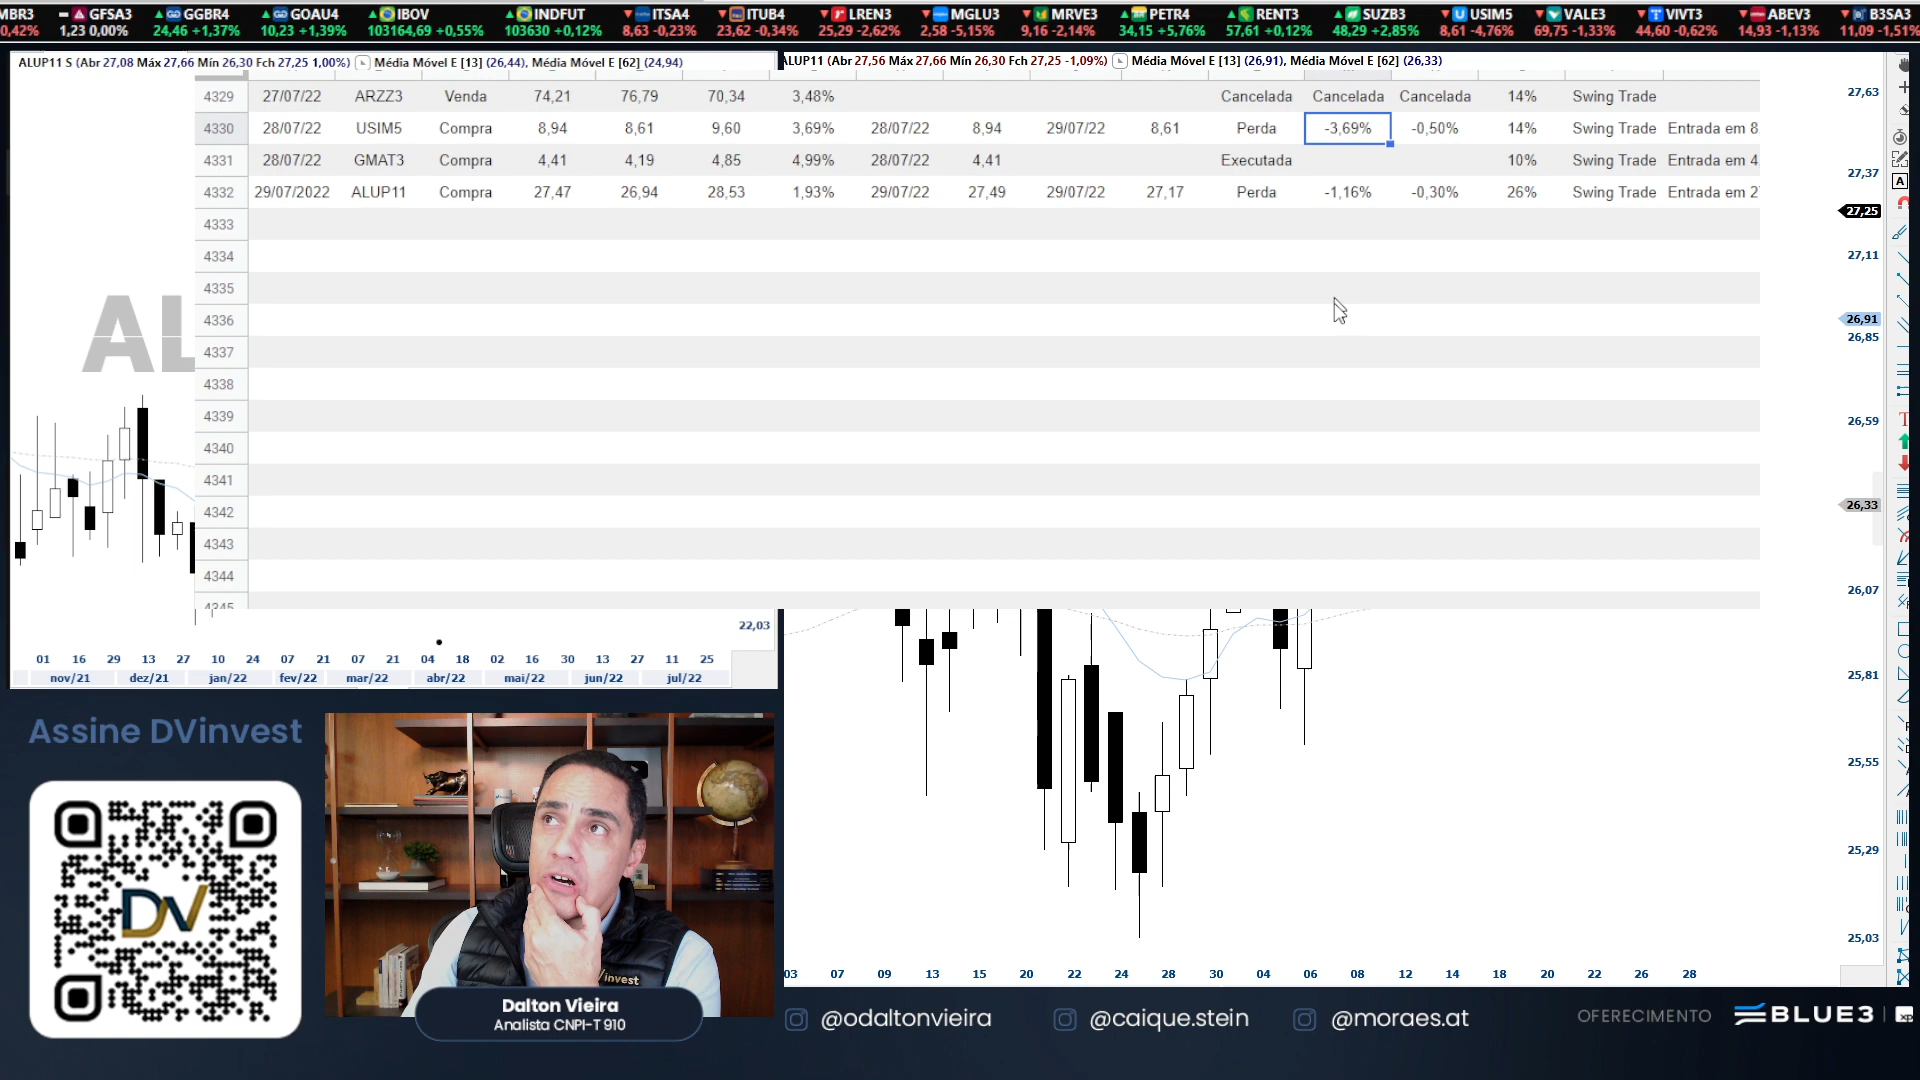 MBR3 GFSA3 GGBR4 GOAU4 IBOV INDFUT ITSA4 ITUB4 LREN3 MGLU3 MRVE3 PETR4 RENT3 SUZB3 USIM5 VALE3 VIVT3 ABEV3 B3SA3
0,42% 1,23 0,00% 24,46 +1,37% 10,23 +1,39% 103164,69 +0,55% 103630 +0,12% 8,63 -0,23% 23,62 -0,34% 25,29 -2,62% 2,58 -5,15% 9,16 -2,14% 34,15 +5,76% 57,61 +0,12% 48,29 +2,85% 8,61 -4,76% 69,75 -1,33% 44,60 -0,62% 14,93 -1,13% 11,09 -1,51%
ALUP11 S (Abr 27,08 Máx 27,66 Mín 26,30 Fch 27,25 1,00%) Média Móvel E [13] (26,44), Média Móvel E [62] (24,94)
ALUP11 (Abr 27,56 Máx 27,66 Mín 26,30 Fch 27,25 -1,09%) Média Móvel E [13] (26,91), Média Móvel E [62] (26,33)
4329 27/07/22 ARZZ3 Venda 74,21 76,79 70,34 3,48% Cancelada Cancelada Cancelada 14% Swing Trade
4330 28/07/22 USIM5 Compra 8,94 8,61 9,60 3,69% 28/07/22 8,94 29/07/22 8,61 Perda -3,69% -0,50% 14% Swing Trade Entrada em 8
4331 28/07/22 GMAT3 Compra 4,41 4,19 4,85 4,99% 28/07/22 4,41 Executada 10% Swing Trade Entrada em 4
4332 29/07/2022 ALUP11 Compra 27,47 26,94 28,53 1,93% 29/07/22 27,49 29/07/22 27,17 Perda -1,16% -0,30% 26% Swing Trade Entrada em 2
4333
4334
4335
4336
4337
4338
4339
4340
4341
4342
4343
4344
4345
AL
27,63
27,37
27,25
27,11
26,91
26,85
26,59
26,33
26,07
25,81
25,55
25,29
25,03
22,03
01 16 29 13 27 10 24 07 21 07 21 04 18 02 16 30 13 27 11 25
nov/21 dez/21 jan/22 fev/22 mar/22 abr/22 mai/22 jun/22 jul/22
03 07 09 13 15 20 22 24 28 30 04 06 08 12 14 18 20 22 26 28
Assine DVinvest
DV
invest
Dalton Vieira
Analista CNPI-T 910
@odaltonvieira
@caique.stein
@moraes.at
OFERECIMENTO
BLUE3
xp